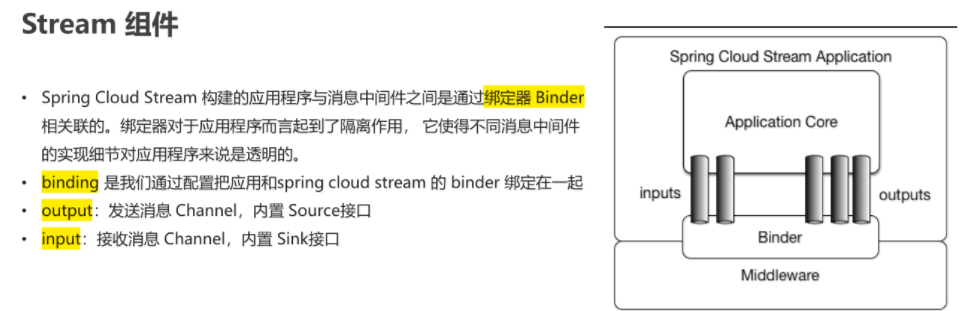 Stream 组件
• Spring Cloud Stream 构建的应用程序与消息中间件之间是通过绑定器 Binder
相关联的。绑定器对于应用程序而言起到了隔离作用， 它使得不同消息中间件
的实现细节对应用程序来说是透明的。
• binding 是我们通过配置把应用和spring cloud stream 的 binder 绑定在一起
• output：发送消息 Channel，内置 Source接口
• input：接收消息 Channel，内置 Sink接口
Spring Cloud Stream Application
Application Core
inputs
outputs
Binder
Middleware